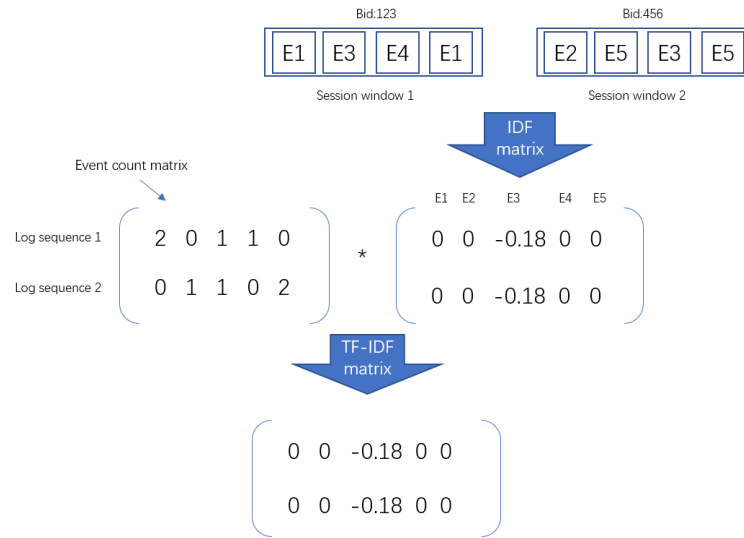 Bid:123
Bid:456
E1 E3 E4 E1
E2 E5 E3 E5
Session window 1
Session window 2
IDF
matrix
Event count matrix
E1 E2 E3 E4 E5
Log sequence 1
2 0 1 1 0
*
0 0 -0.18 0 0
Log sequence 2
0 1 1 0 2
0 0 -0.18 0 0
TF-IDF
matrix
0 0 -0.18 0 0
0 0 -0.18 0 0